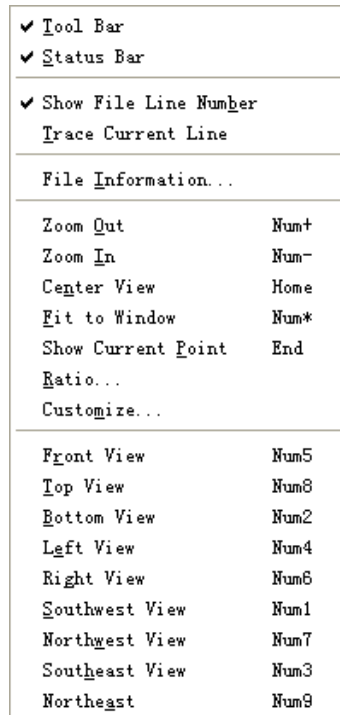 ✔ Tool Bar
✔ Status Bar
✔ Show File Line Number
Trace Current Line
File Information...
Zoom Out Num+
Zoom In Num-
Center View Home
Fit to Window Num*
Show Current Point End
Ratio...
Customize...
Front View Num5
Top View Num8
Bottom View Num2
Left View Num4
Right View Num6
Southwest View Num1
Northwest View Num7
Southeast View Num3
Northeast Num9